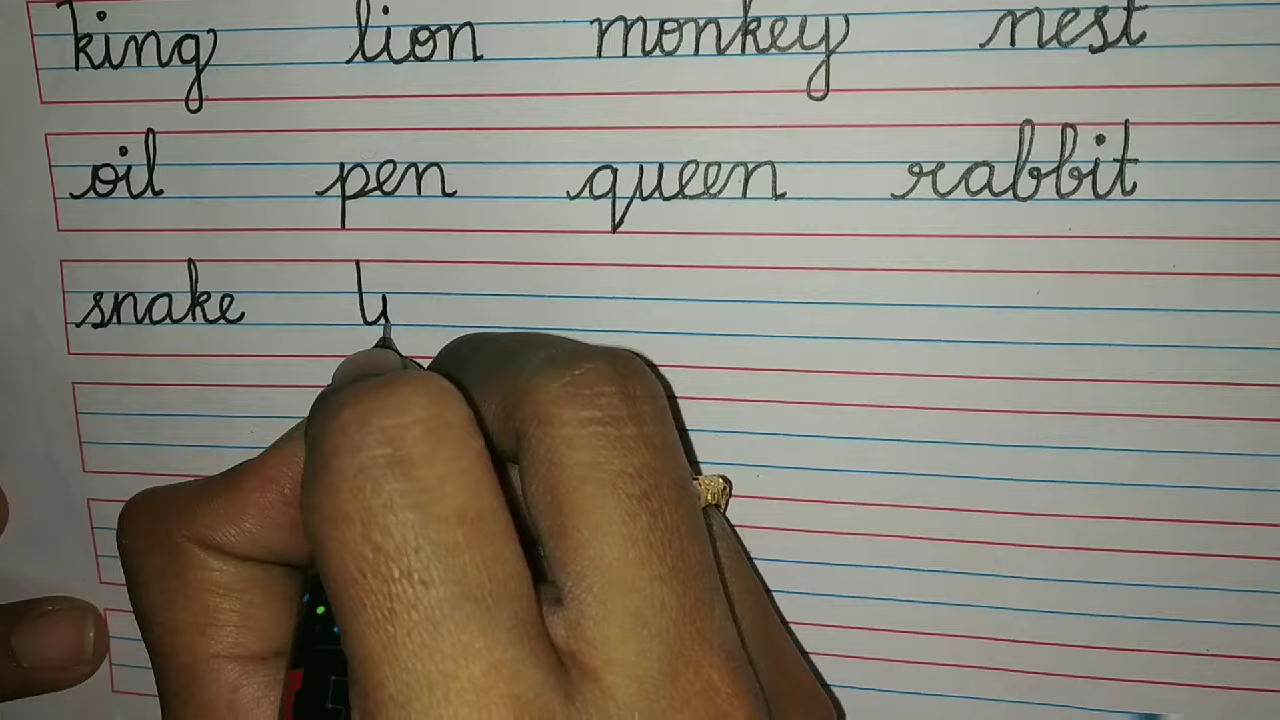 king lion monkey nest
oil pen queen rabbit
snake